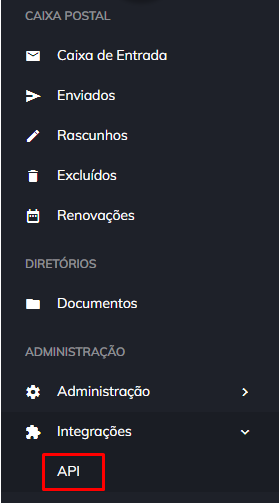 CAIXA POSTAL
Caixa de Entrada
Enviados
Rascunhos
Excluídos
Renovações
DIRETÓRIOS
Documentos
ADMINISTRAÇÃO
Administração
Integrações
API